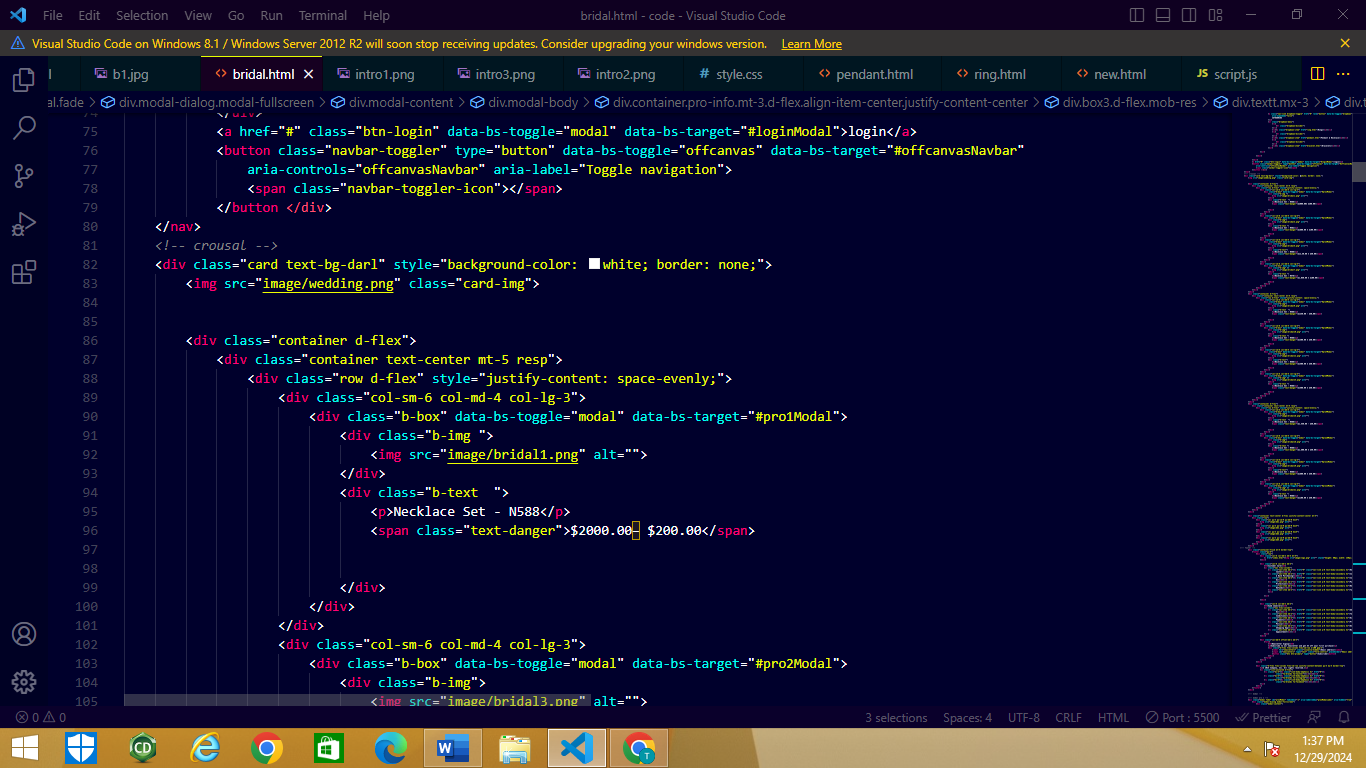 File Edit Selection View Go Run Terminal Help bridal.html - code - Visual Studio Code
Visual Studio Code on Windows 8.1 / Windows Server 2012 R2 will soon stop receiving updates. Consider upgrading your windows version. Learn More
b1.jpg bridal.html intro1.png intro3.png intro2.png # style.css pendant.html ring.html new.html JS script.js
al.fade > div.modal-dialog.modal-fullscreen > div.modal-content > div.modal-body > div.container.pro-info.mt-3.d-flex.align-item-center.justify-content-center > div.box3.d-flex.mob-res > div.textt.mx-3 >
74 </div>
75 <a href="#" class="btn-login" data-bs-toggle="modal" data-bs-target="#loginModal">login</a>
76 <button class="navbar-toggler" type="button" data-bs-toggle="offcanvas" data-bs-target="#offcanvasNavbar"
77 aria-controls="offcanvasNavbar" aria-label="Toggle navigation">
78 <span class="navbar-toggler-icon"></span>
79 </button </div>
80 </nav>
81 <!-- crousal -->
82 <div class="card text-bg-darl" style="background-color: white; border: none;">
83 <img src="image/wedding.png" class="card-img">
84
85
86 <div class="container d-flex">
87 <div class="container text-center mt-5 resp">
88 <div class="row d-flex" style="justify-content: space-evenly;">
89 <div class="col-sm-6 col-md-4 col-lg-3">
90 <div class="b-box" data-bs-toggle="modal" data-bs-target="#pro1Modal">
91 <div class="b-img ">
92 <img src="image/bridal1.png" alt="">
93 </div>
94 <div class="b-text  ">
95 <p>Necklace Set - N588</p>
96 <span class="text-danger">$2000.00– $200.00</span>
97
98
99 </div>
100 </div>
101 </div>
102 <div class="col-sm-6 col-md-4 col-lg-3">
103 <div class="b-box" data-bs-toggle="modal" data-bs-target="#pro2Modal">
104 <div class="b-img">
105 <img src="image/bridal3.png" alt="">
0 0 3 selections Spaces: 4 UTF-8 CRLF HTML Port : 5500 Prettier
1:37 PM
12/29/2024